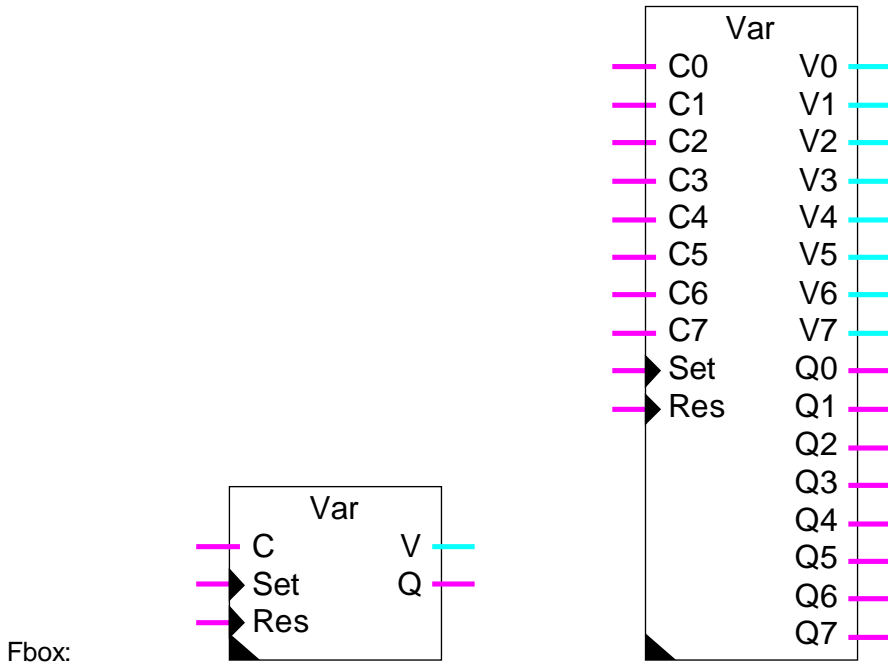 Var
C0 V0
C1 V1
C2 V2
C3 V3
C4 V4
C5 V5
C6 V6
C7 V7
Set Q0
Res Q1
Q2
Q3
Q4
Q5
Q6
Q7
Var
C V
Set Q
Res
Fbox: